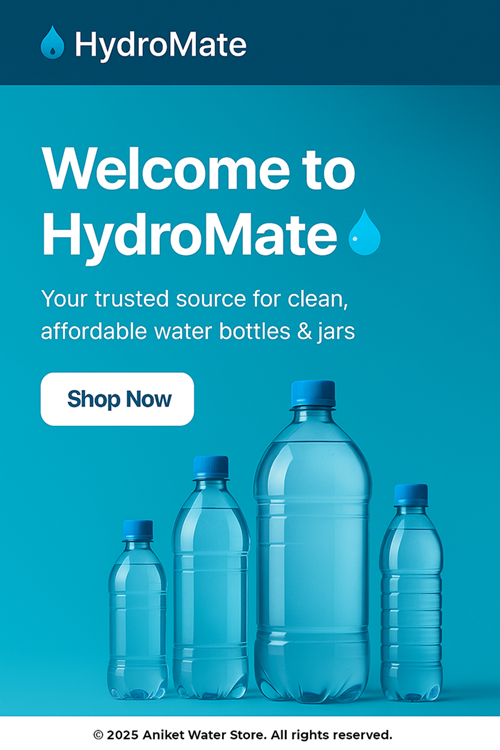 HydroMate
Welcome to
HydroMate
Your trusted source for clean,
affordable water bottles & jars
Shop Now
© 2025 Aniket Water Store. All rights reserved.